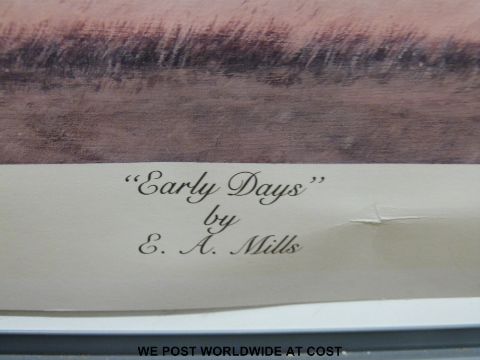 “Early Days”
by
E. A. Mills
WE POST WORLDWIDE AT COST